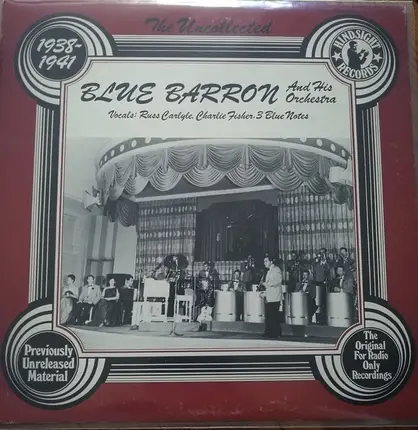 The Uncollected
1938-
1941
HINDSIGHT
RECORDS
BLUE BARRON And His
Orchestra
Vocals: Russ Carlyle, Charlie Fisher, 3 Blue Notes
Previously
Unreleased
Material
The
Original
For Radio
Only
Recordings